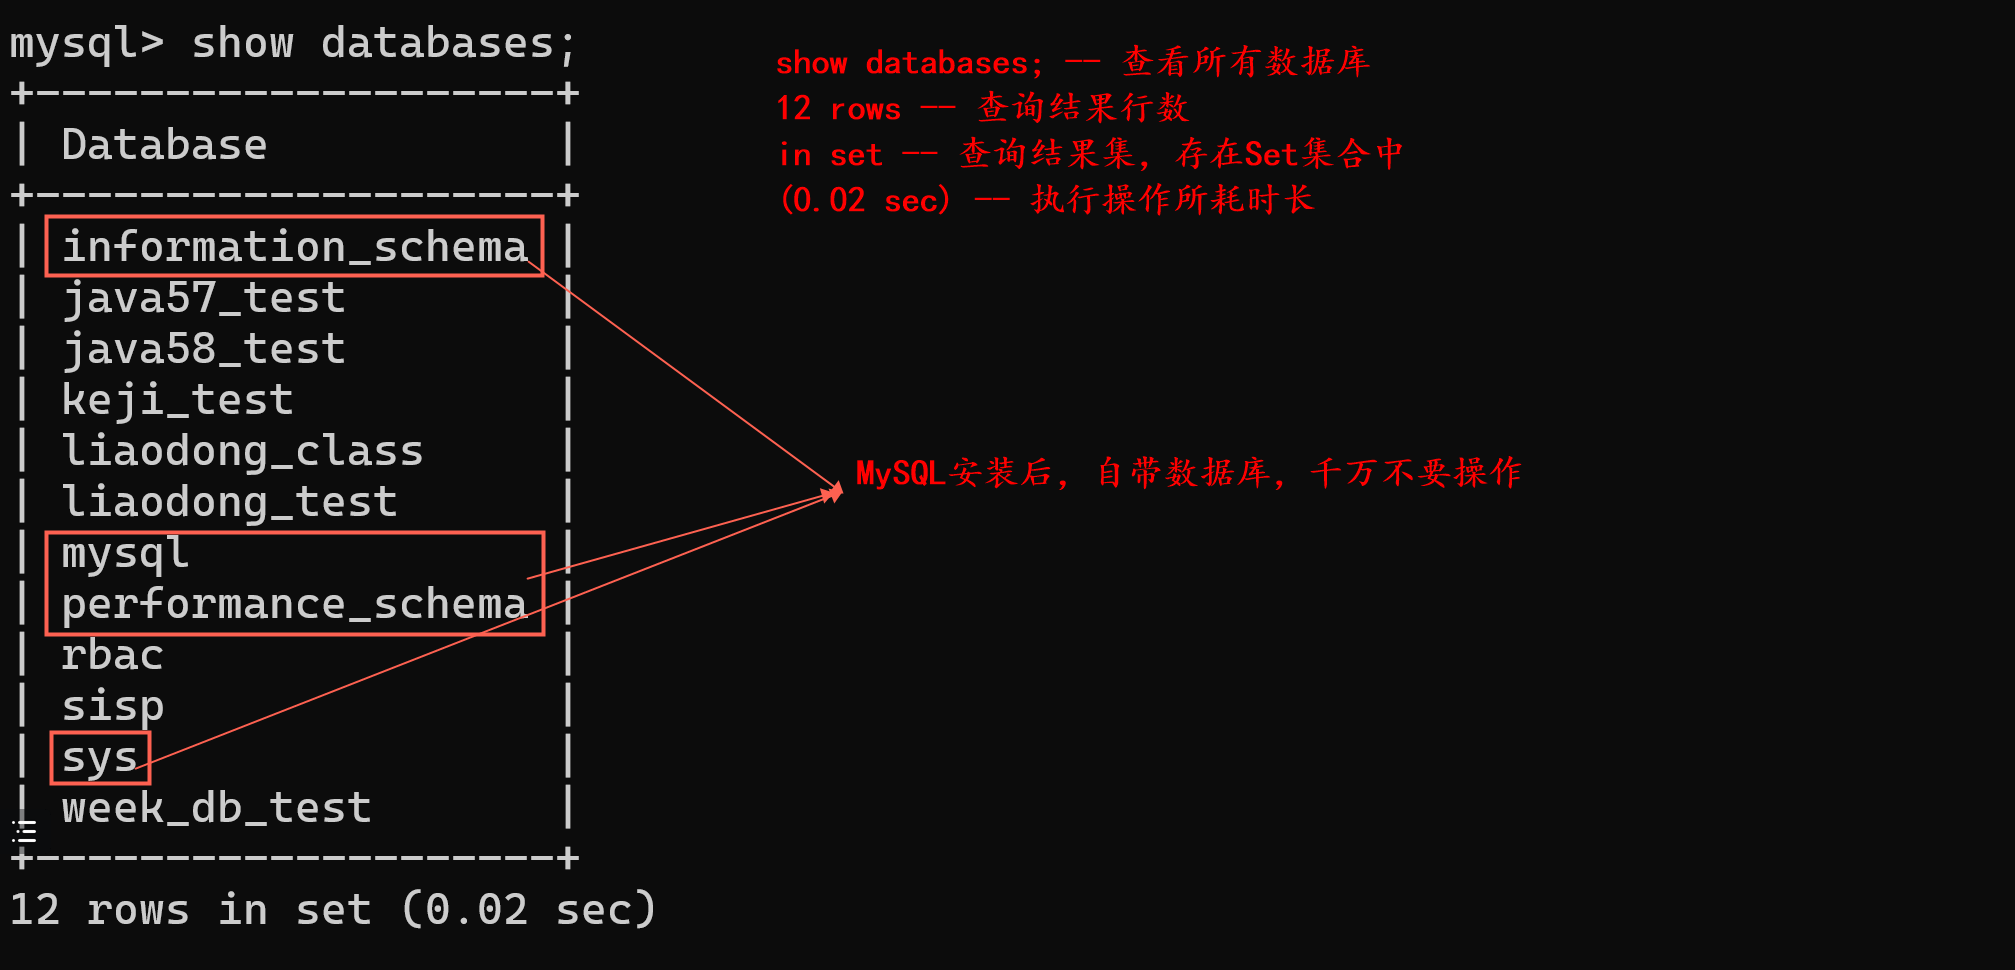 mysql> show databases;
+---------------------+
| Database            |
+---------------------+
| information_schema |
| java57_test         |
| java58_test         |
| keji_test           |
| liaodong_class      |
| liaodong_test       |
| mysql               |
| performance_schema |
| rbac                |
| sisp                |
| sys                 |
| week_db_test        |
+---------------------+
12 rows in set (0.02 sec)
show databases; -- 查看所有数据库
12 rows -- 查询结果行数
in set -- 查询结果集，存在Set集合中
(0.02 sec) -- 执行操作所耗时长
MySQL安装后，自带数据库，千万不要操作